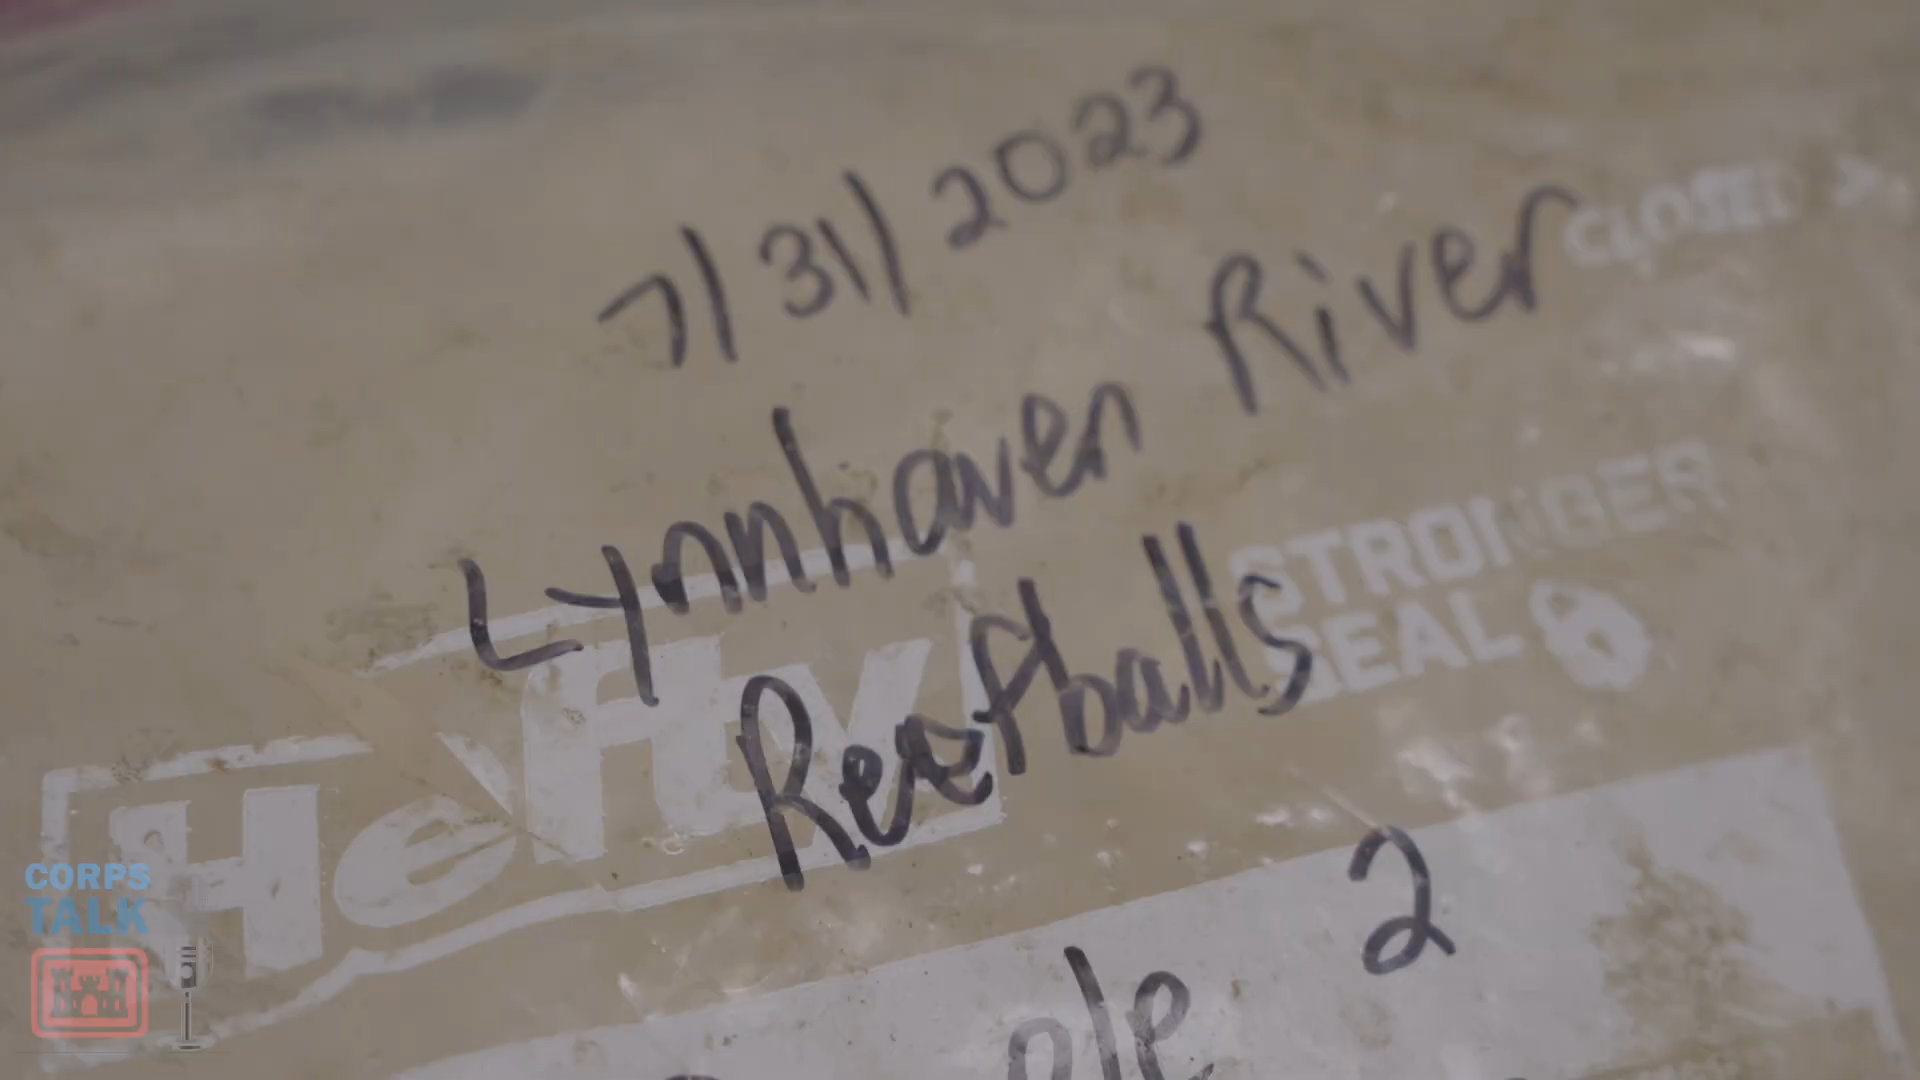 7/31/2023
CLOSED
Lynnhaven River
STRONGER
SEAL
Reefballs
Hefty
2
CORPS
TALK